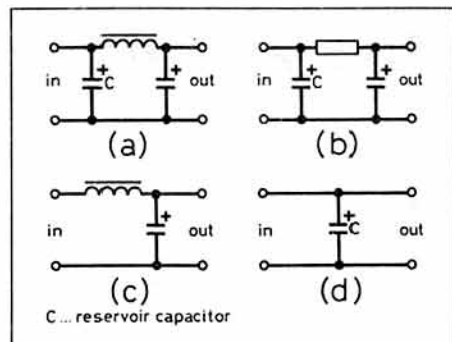 + C + + C +
in out in out
(a) (b)
+ + C
in out in out
(c) (d)
C ... reservoir capacitor